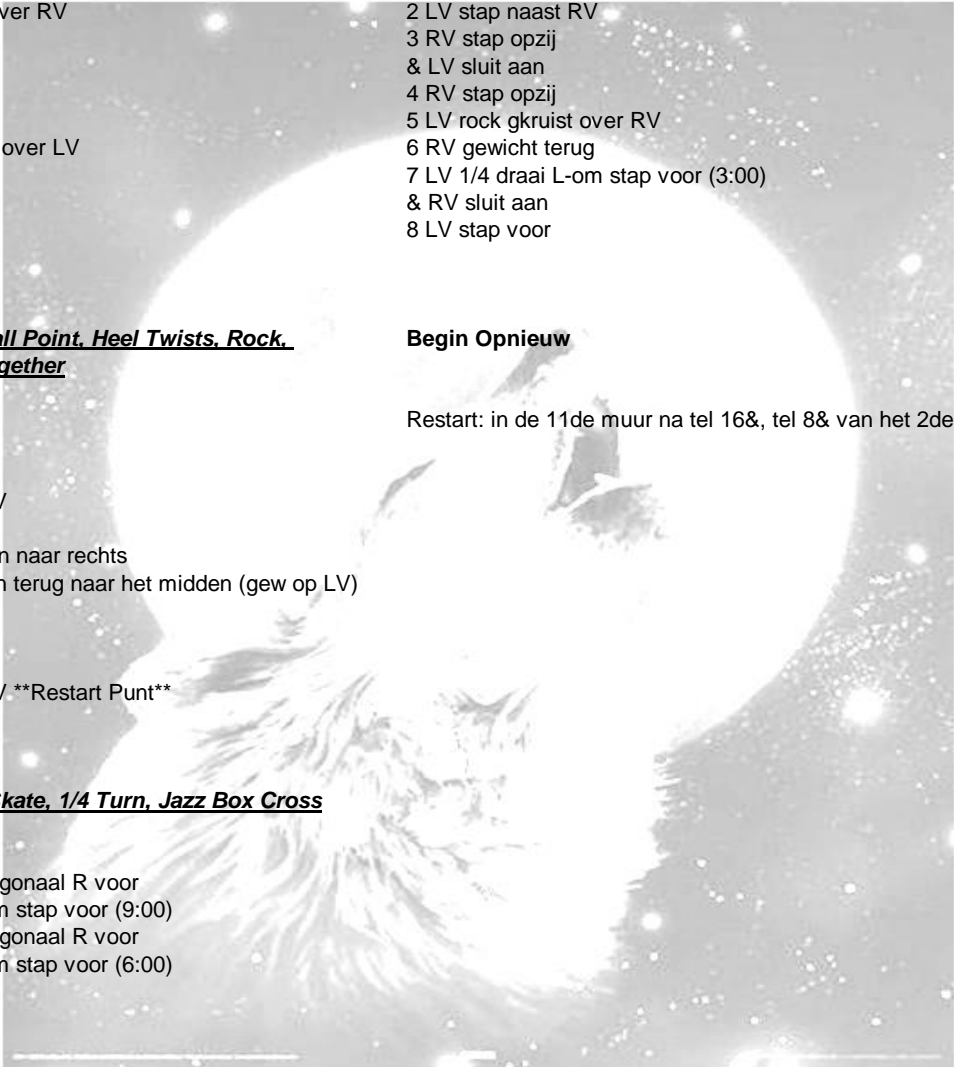 ver RV
over LV
all Point, Heel Twists, Rock,
gether
V
n naar rechts
n terug naar het midden (gew op LV)
V **Restart Punt**
Skate, 1/4 Turn, Jazz Box Cross
gonaal R voor
m stap voor (9:00)
gonaal R voor
m stap voor (6:00)
2 LV stap naast RV
3 RV stap opzij
& LV sluit aan
4 RV stap opzij
5 LV rock gkruist over RV
6 RV gewicht terug
7 LV 1/4 draai L-om stap voor (3:00)
& RV sluit aan
8 LV stap voor
Begin Opnieuw
Restart: in de 11de muur na tel 16&, tel 8& van het 2de